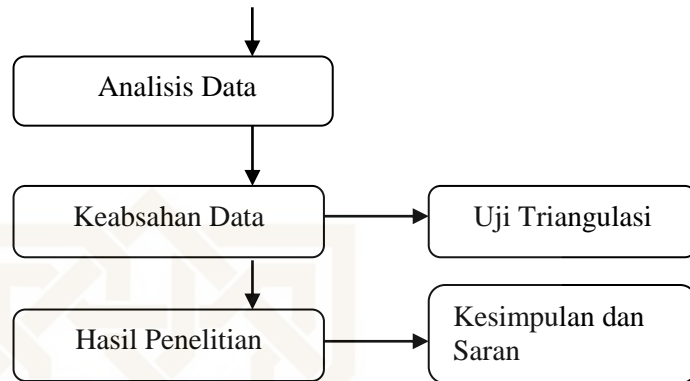 Analisis Data
Keabsahan Data
Uji Triangulasi
Hasil Penelitian
Kesimpulan dan
Saran